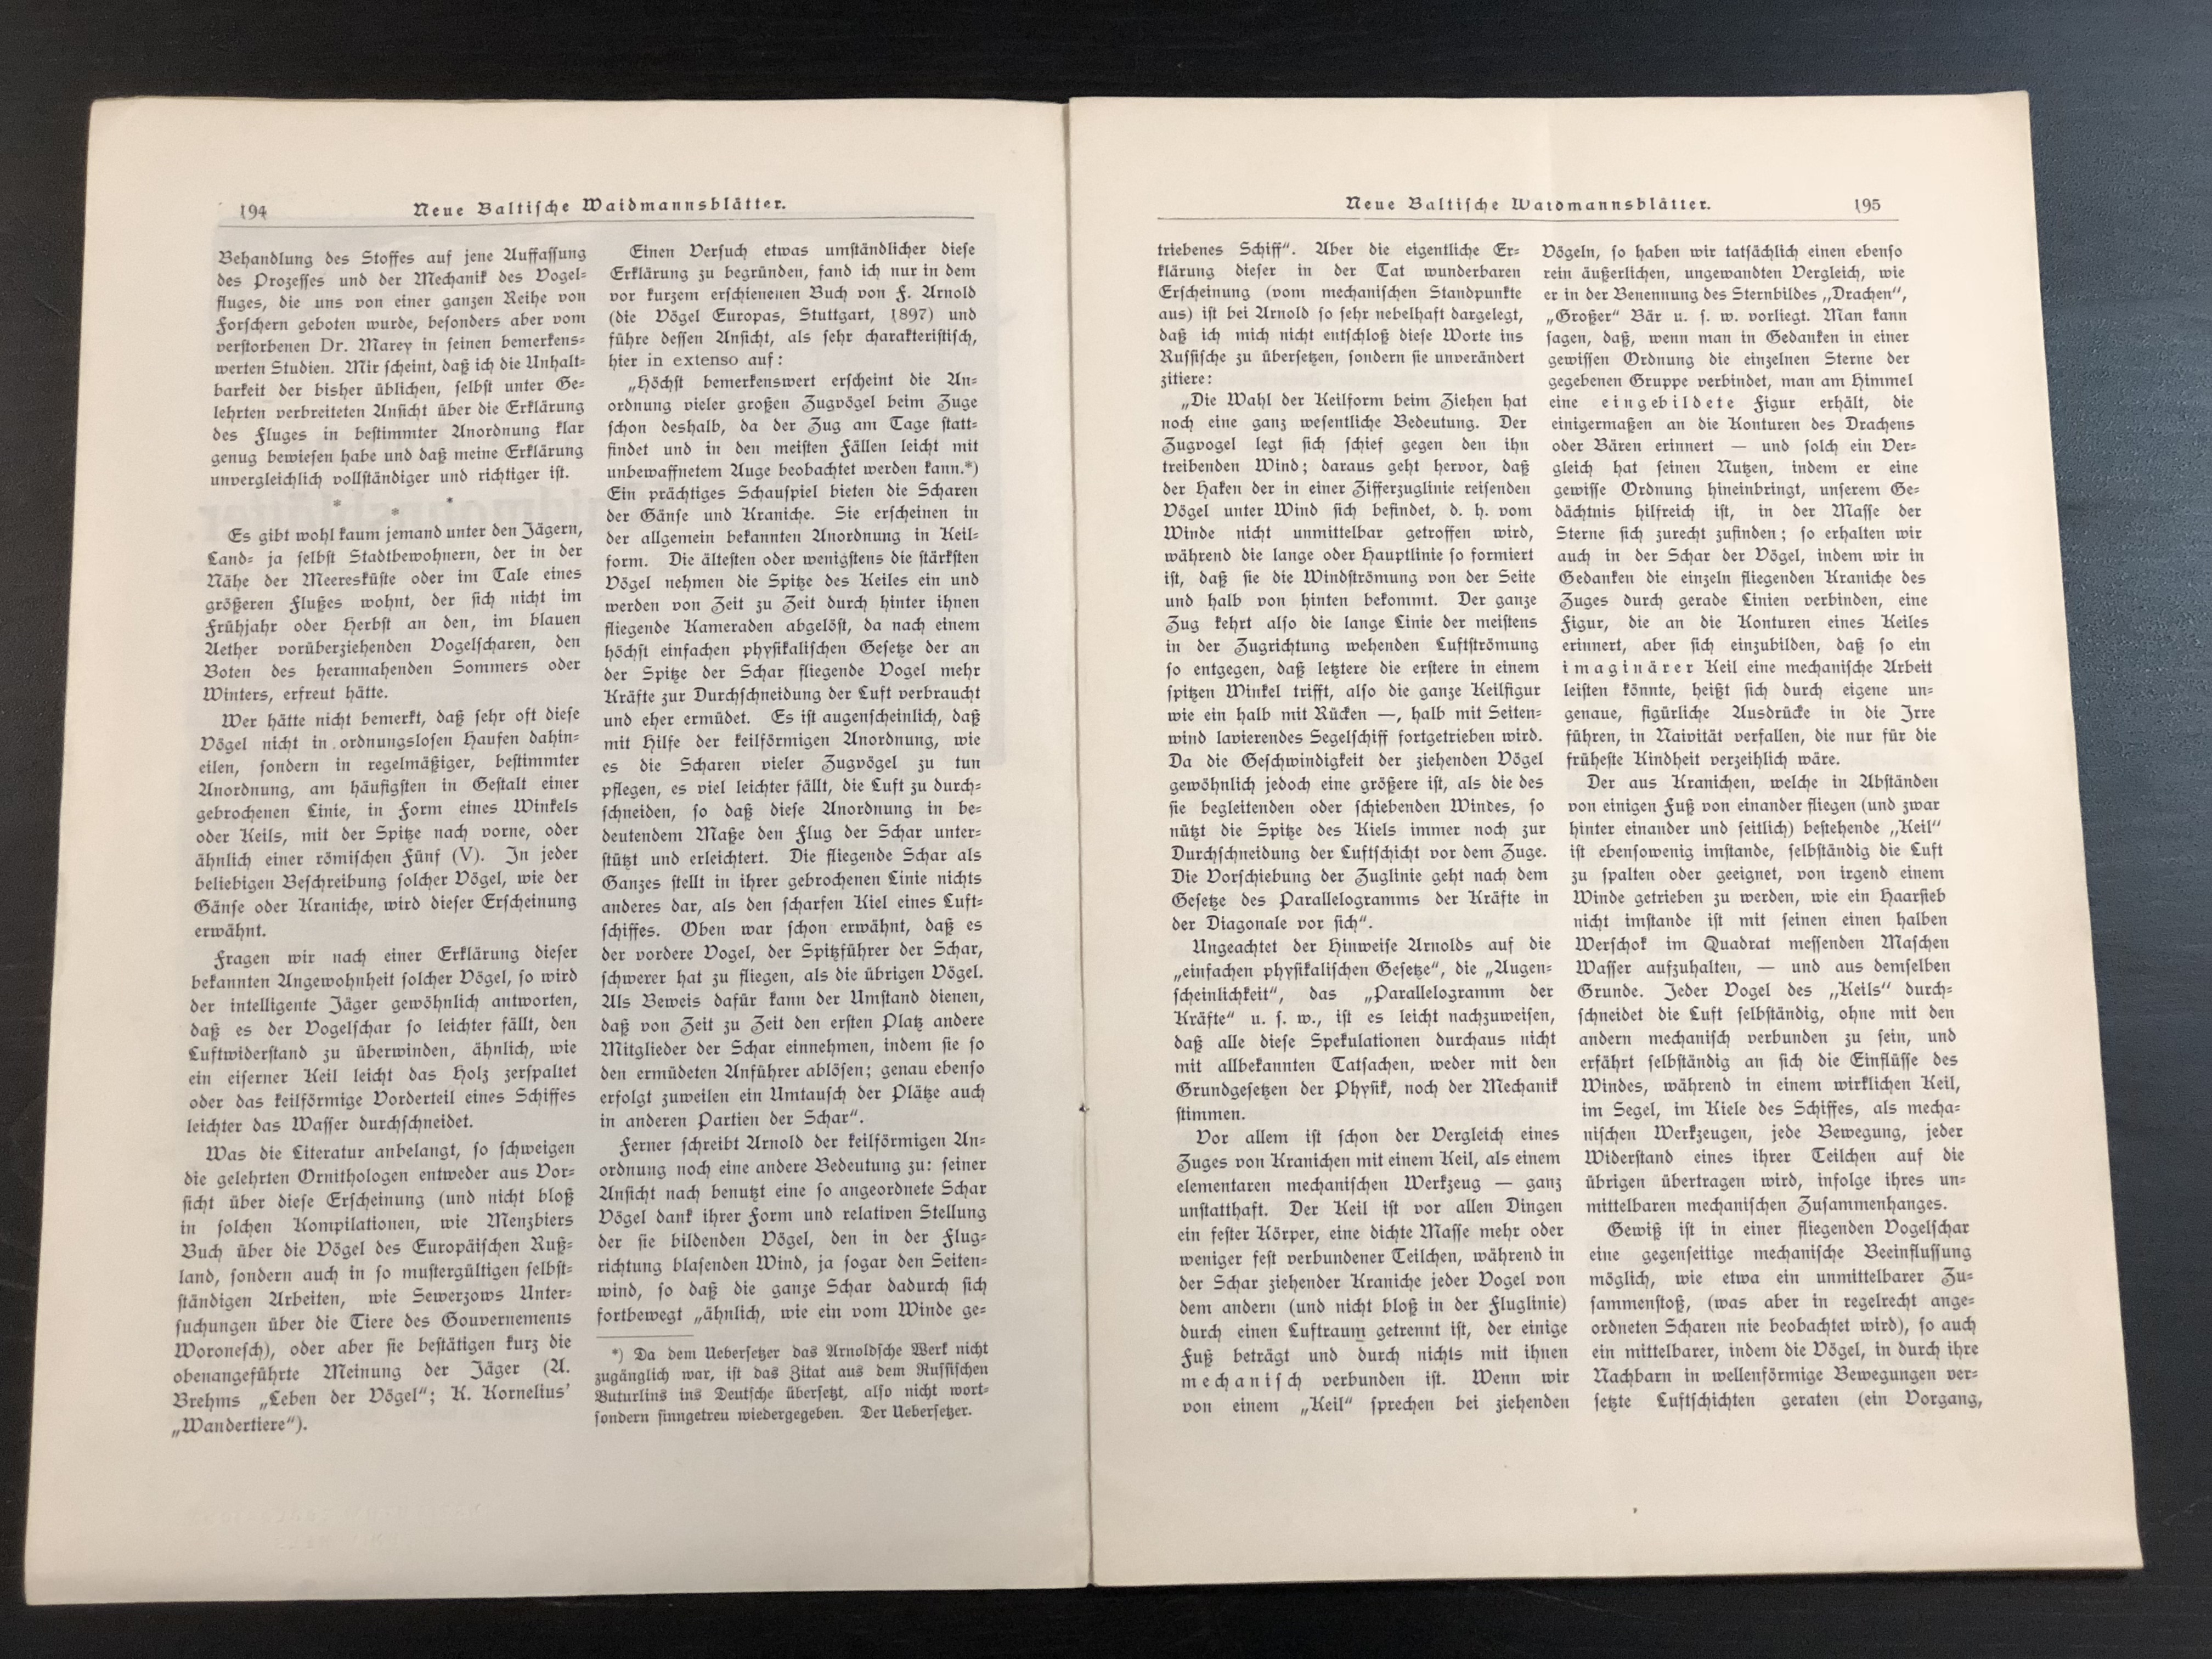 194
Neue Baltische Waidmannsblätter.
Behandlung des Stoffes auf jene Auffassung
des Prozesses und der Mechanik des Vogel-
fluges, die uns von einer ganzen Reihe von
Forschern geboten wurde, besonders aber vom
verstorbenen Dr. Marey in seinen bemerkens-
werten Studien. Mir scheint, daß ich die Unhalt-
barkeit der bisher üblichen, selbst unter Ge-
lehrten verbreiteten Ansicht über die Erklärung
des Fluges in bestimmter Anordnung klar
genug bewiesen habe und daß meine Erklärung
unvergleichlich vollständiger und richtiger ist.
* * *
Es gibt wohl kaum jemand unter den Jägern,
Land- ja selbst Stadtbewohnern, der in der
Nähe der Meeresküste oder im Tale eines
größeren Flußes wohnt, der sich nicht im
Frühjahr oder Herbst an den, im blauen
Aether vorüberziehenden Vogelscharen, den
Boten des herannahenden Sommers oder
Winters, erfreut hätte.
Wer hätte nicht bemerkt, daß sehr oft diese
Vögel nicht in ordnungslosen Haufen dahin-
eilen, sondern in regelmäßiger, bestimmter
Anordnung, am häufigsten in Gestalt einer
gebrochenen Linie, in Form eines Winkels
oder Keils, mit der Spitze nach vorne, oder
ähnlich einer römischen Fünf (V). In jeder
beliebigen Beschreibung solcher Vögel, wie der
Gänse oder Kraniche, wird dieser Erscheinung
erwähnt.
Fragen wir nach einer Erklärung dieser
bekannten Angewohnheit solcher Vögel, so wird
der intelligente Jäger gewöhnlich antworten,
daß es der Vogelschar so leichter fällt, den
Luftwiderstand zu überwinden, ähnlich, wie
ein eiserner Keil leicht das Holz zerspaltet
oder das keilförmige Vorderteil eines Schiffes
leichter das Wasser durchschneidet.
Was die Literatur anbelangt, so schweigen
die gelehrten Ornithologen entweder aus Vor-
sicht über diese Erscheinung (und nicht bloß
in solchen Kompilationen, wie Menzbiers
Buch über die Vögel des Europäischen Ruß-
land, sondern auch in so mustergültigen selbst-
ständigen Arbeiten, wie Sewerzows Unter-
suchungen über die Tiere des Gouvernements
Woronesch), oder aber sie bestätigen kurz die
obenangeführte Meinung der Jäger (A.
Brehms „Leben der Vögel“; K. Kornelius’
„Wandertiere“).
Einen Versuch etwas umständlicher diese
Erklärung zu begründen, fand ich nur in dem
vor kurzem erschienenen Buch von F. Arnold
(die Vögel Europas, Stuttgart, 1897) und
führe dessen Ansicht, als sehr charakteristisch,
hier in extenso auf:
„Höchst bemerkenswert erscheint die An-
ordnung vieler großen Zugvögel beim Zuge
schon deshalb, da der Zug am Tage statt-
findet und in den meisten Fällen leicht mit
unbewaffnetem Auge beobachtet werden kann.*)
Ein prächtiges Schauspiel bieten die Scharen
der Gänse und Kraniche. Sie erscheinen in
der allgemein bekannten Anordnung in Keil-
form. Die ältesten oder wenigstens die stärksten
Vögel nehmen die Spitze des Keiles ein und
werden von Zeit zu Zeit durch hinter ihnen
fliegende Kameraden abgelöst, da nach einem
höchst einfachen physikalischen Gesetze der an
der Spitze der Schar fliegende Vogel mehr
Kräfte zur Durchschneidung der Luft verbraucht
und eher ermüdet. Es ist augenscheinlich, daß
mit Hilfe der keilförmigen Anordnung, wie
es die Scharen vieler Zugvögel zu tun
pflegen, es viel leichter fällt, die Luft zu durch-
schneiden, so daß diese Anordnung in be-
deutendem Maße den Flug der Schar unter-
stützt und erleichtert. Die fliegende Schar als
Ganzes stellt in ihrer gebrochenen Linie nichts
anderes dar, als den scharfen Kiel eines Luft-
schiffes. Oben war schon erwähnt, daß es
der vordere Vogel, der Spitzführer der Schar,
schwerer hat zu fliegen, als die übrigen Vögel.
Als Beweis dafür kann der Umstand dienen,
daß von Zeit zu Zeit den ersten Platz andere
Mitglieder der Schar einnehmen, indem sie so
den ermüdeten Anführer ablösen; genau ebenso
erfolgt zuweilen ein Umtausch der Plätze auch
in anderen Partien der Schar“.
Ferner schreibt Arnold der keilförmigen An-
ordnung noch eine andere Bedeutung zu: seiner
Ansicht nach benutzt eine so angeordnete Schar
Vögel dank ihrer Form und relativen Stellung
der sie bildenden Vögel, den in der Flug-
richtung blasenden Wind, ja sogar den Seiten-
wind, so daß die ganze Schar dadurch sich
fortbewegt „ähnlich, wie ein vom Winde ge-
*) Da dem Uebersetzer das Arnoldsche Werk nicht
zugänglich war, ist das Zitat aus dem Russischen
Buturlins ins Deutsche übersetzt, also nicht wort-
sondern sinngetreu wiedergegeben. Der Uebersetzer.
Neue Baltische Waidmannsblätter.
195
triebenes Schiff“. Aber die eigentliche Er-
klärung dieser in der Tat wunderbaren
Erscheinung (vom mechanischen Standpunkte
aus) ist bei Arnold so sehr nebelhaft dargelegt,
daß ich mich nicht entschloß diese Worte ins
Russische zu übersetzen, sondern sie unverändert
zitiere:
„Die Wahl der Keilform beim Ziehen hat
noch eine ganz wesentliche Bedeutung. Der
Zugvogel legt sich schief gegen den ihn
treibenden Wind; daraus geht hervor, daß
der Haken der in einer Zifferzuglinie reisenden
Vögel unter Wind sich befindet, d. h. vom
Winde nicht unmittelbar getroffen wird,
während die lange oder Hauptlinie so formiert
ist, daß sie die Windströmung von der Seite
und halb von hinten bekommt. Der ganze
Zug kehrt also die lange Linie der meistens
in der Zugrichtung wehenden Luftströmung
so entgegen, daß letztere die erstere in einem
spitzen Winkel trifft, also die ganze Keilfigur
wie ein halb mit Rücken —, halb mit Seiten-
wind lavierendes Segelschiff fortgetrieben wird.
Da die Geschwindigkeit der ziehenden Vögel
gewöhnlich jedoch eine größere ist, als die des
sie begleitenden oder schiebenden Windes, so
nützt die Spitze des Kiels immer noch zur
Durchschneidung der Luftschicht vor dem Zuge.
Die Vorschiebung der Zuglinie geht nach dem
Gesetze des Parallelogramms der Kräfte in
der Diagonale vor sich“.
Ungeachtet der Hinweise Arnolds auf die
„einfachen physikalischen Gesetze“, die „Augen-
scheinlichkeit“, das „Parallelogramm der
Kräfte“ u. s. w., ist es leicht nachzuweisen,
daß alle diese Spekulationen durchaus nicht
mit allbekannten Tatsachen, weder mit den
Grundgesetzen der Physik, noch der Mechanik
stimmen.
Vor allem ist schon der Vergleich eines
Zuges von Kranichen mit einem Keil, als einem
elementaren mechanischen Werkzeug — ganz
unstatthaft. Der Keil ist vor allen Dingen
ein fester Körper, eine dichte Masse mehr oder
weniger fest verbundener Teilchen, während in
der Schar ziehender Kraniche jeder Vogel von
dem andern (und nicht bloß in der Fluglinie)
durch einen Luftraum getrennt ist, der einige
Fuß beträgt und durch nichts mit ihnen
mechanisch verbunden ist. Wenn wir
von einem „Keil“ sprechen bei ziehenden
Vögeln, so haben wir tatsächlich einen ebenso
rein äußerlichen, ungewandten Vergleich, wie
er in der Benennung des Sternbildes „Drachen“,
„Großer“ Bär u. s. w. vorliegt. Man kann
sagen, daß, wenn man in Gedanken in einer
gewissen Ordnung die einzelnen Sterne der
gegebenen Gruppe verbindet, man am Himmel
eine eingebildete Figur erhält, die
einigermaßen an die Konturen des Drachens
oder Bären erinnert — und solch ein Ver-
gleich hat seinen Nutzen, indem er eine
gewisse Ordnung hineinbringt, unserem Ge-
dächtnis hilfreich ist, in der Masse der
Sterne sich zurecht zufinden; so erhalten wir
auch in der Schar der Vögel, indem wir in
Gedanken die einzeln fliegenden Kraniche des
Zuges durch gerade Linien verbinden, eine
Figur, die an die Konturen eines Keiles
erinnert, aber sich einzubilden, daß so ein
imaginärer Keil eine mechanische Arbeit
leisten könnte, heißt sich durch eigene un-
genaue, figürliche Ausdrücke in die Irre
führen, in Naivität verfallen, die nur für die
früheste Kindheit verzeihlich wäre.
Der aus Kranichen, welche in Abständen
von einigen Fuß von einander fliegen (und zwar
hinter einander und seitlich) bestehende „Keil“
ist ebensowenig imstande, selbständig die Luft
zu spalten oder geeignet, von irgend einem
Winde getrieben zu werden, wie ein Haarsieb
nicht imstande ist mit seinen einen halben
Werschok im Quadrat messenden Maschen
Wasser aufzuhalten, — und aus demselben
Grunde. Jeder Vogel des „Keils“ durch-
schneidet die Luft selbständig, ohne mit den
andern mechanisch verbunden zu sein, und
erfährt selbständig an sich die Einflüsse des
Windes, während in einem wirklichen Keil,
im Segel, im Kiele des Schiffes, als mecha-
nischen Werkzeugen, jede Bewegung, jeder
Widerstand eines ihrer Teilchen auf die
übrigen übertragen wird, infolge ihres un-
mittelbaren mechanischen Zusammenhanges.
Gewiß ist in einer fliegenden Vogelschar
eine gegenseitige mechanische Beeinflussung
möglich, wie etwa ein unmittelbarer Zu-
sammenstoß, (was aber in regelrecht ange-
ordneten Scharen nie beobachtet wird), so auch
ein mittelbarer, indem die Vögel, in durch ihre
Nachbarn in wellenförmige Bewegungen ver-
setzte Luftschichten geraten (ein Vorgang,